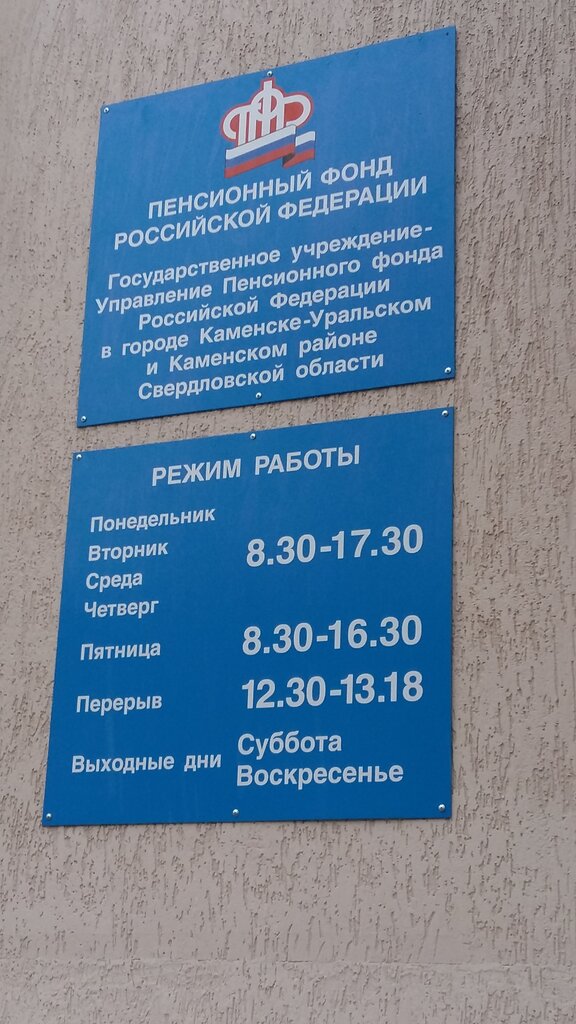 ПЕНСИОННЫЙ ФОНД
РОССИЙСКОЙ ФЕДЕРАЦИИ
Государственное учреждение-
Управление Пенсионного фонда
Российской Федерации
в городе Каменске-Уральском
и Каменском районе
Свердловской области
РЕЖИМ РАБОТЫ
Понедельник
Вторник 8.30-17.30
Среда
Четверг
Пятница 8.30-16.30
Перерыв 12.30-13.18
Выходные дни Суббота
Воскресенье